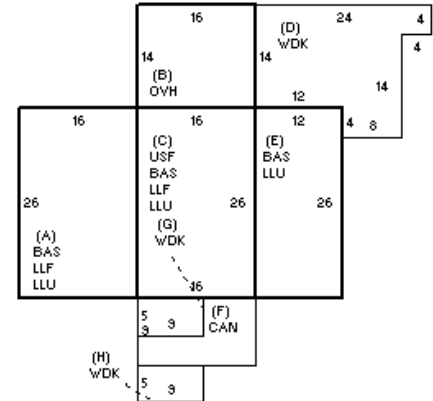 16
24
4
(D)
WDK
4
14
(B)
OVH
14
14
12
16
16
12
4
8
(C)
USF
BAS
LLF
LLU
(E)
BAS
LLU
26
26
26
(A)
BAS
LLF
LLU
(G)
WDK
16
5
9
9
(F)
CAN
(H)
WDK
5
9